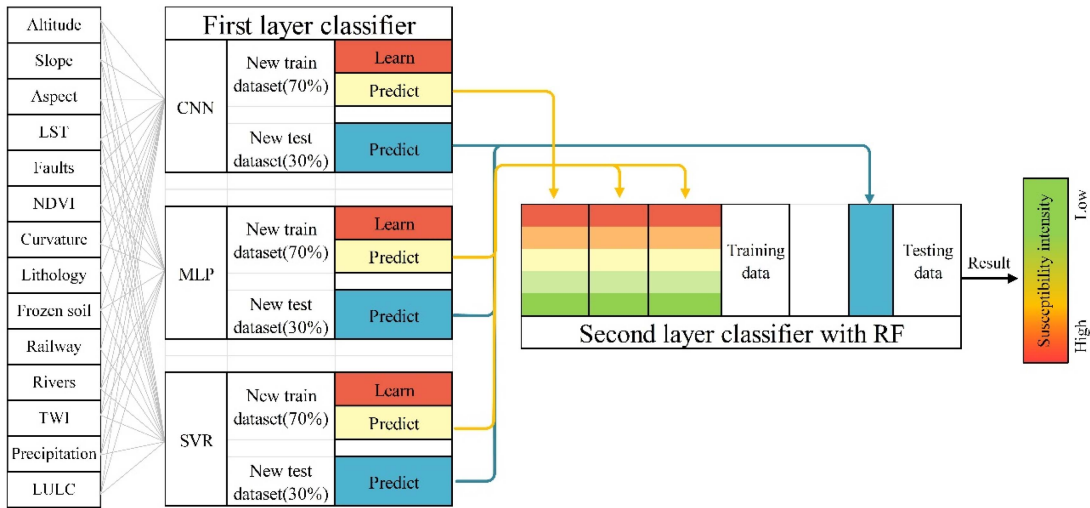 Altitude
Slope
Aspect
LST
Faults
NDVI
Curvature
Lithology
Frozen soil
Railway
Rivers
TWI
Precipitation
LULC
First layer classifier
CNN
New train
dataset(70%)
Learn
Predict
New test
dataset(30%)
Predict
MLP
New train
dataset(70%)
Learn
Predict
New test
dataset(30%)
Predict
SVR
New train
dataset(70%)
Learn
Predict
New test
dataset(30%)
Predict
Training
data
Testing
data
Second layer classifier with RF
Result
Susceptibility intensity
Low
High